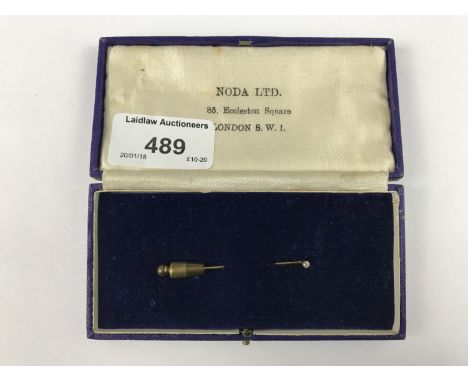 NODA LTD.
85, Eccleston Square
LONDON S. W. 1.
Laidlaw Auctioneers
489
20/01/18 £10-20